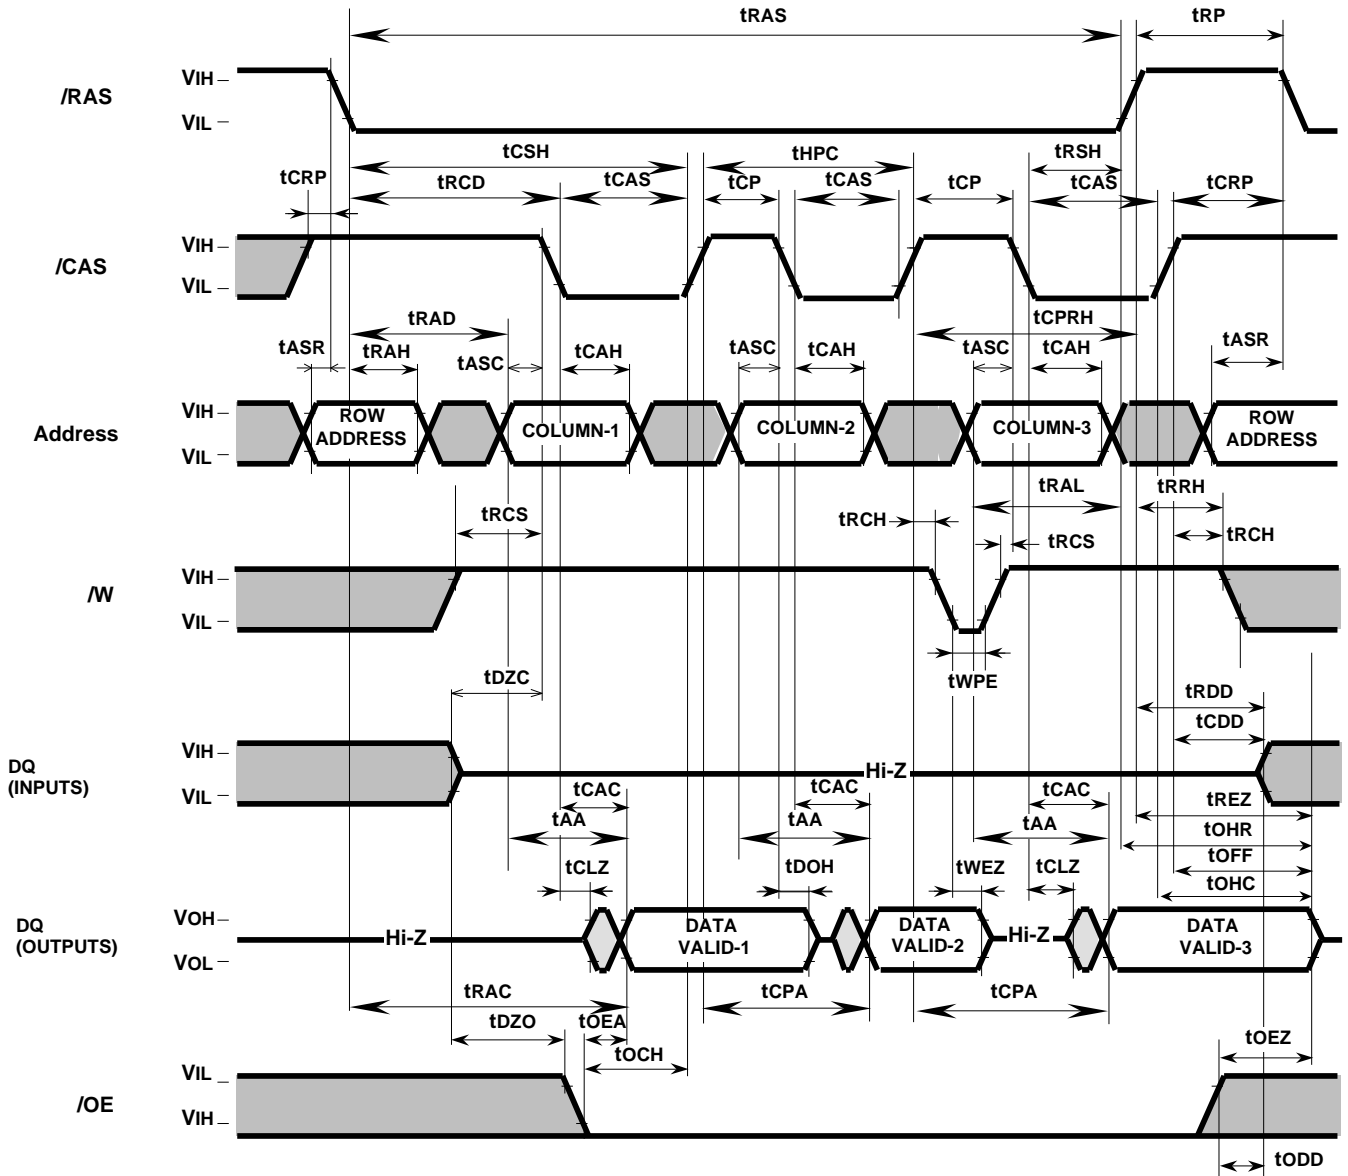 tRAS
tRP
/RAS
VIH
VIL
tCSH
tHPC
tRSH
tCRP
tRCD
tCAS
tCP
tCAS
tCP
tCAS
tCRP
/CAS
VIH
VIL
tRAD
tCPRH
tASR
tRAH
tASC
tCAH
tASC
tCAH
tASC
tCAH
tASR
Address
VIH
VIL
ROW
ADDRESS
COLUMN-1
COLUMN-2
COLUMN-3
ROW
ADDRESS
tRAL
tRRH
tRCS
tRCH
tRCS
tRCH
/W
VIH
VIL
tWPE
tDZC
tRDD
tCDD
DQ
(INPUTS)
VIH
VIL
Hi-Z
tCAC
tCAC
tCAC
tREZ
tAA
tAA
tAA
tOHR
tCLZ
tDOH
tWEZ
tCLZ
tOFF
tOHC
DQ
(OUTPUTS)
VOH
VOL
Hi-Z
DATA
VALID-1
DATA
VALID-2
Hi-Z
DATA
VALID-3
tRAC
tCPA
tCPA
tDZO
tOEA
tOCH
tOEZ
/OE
VIL
VIH
tODD